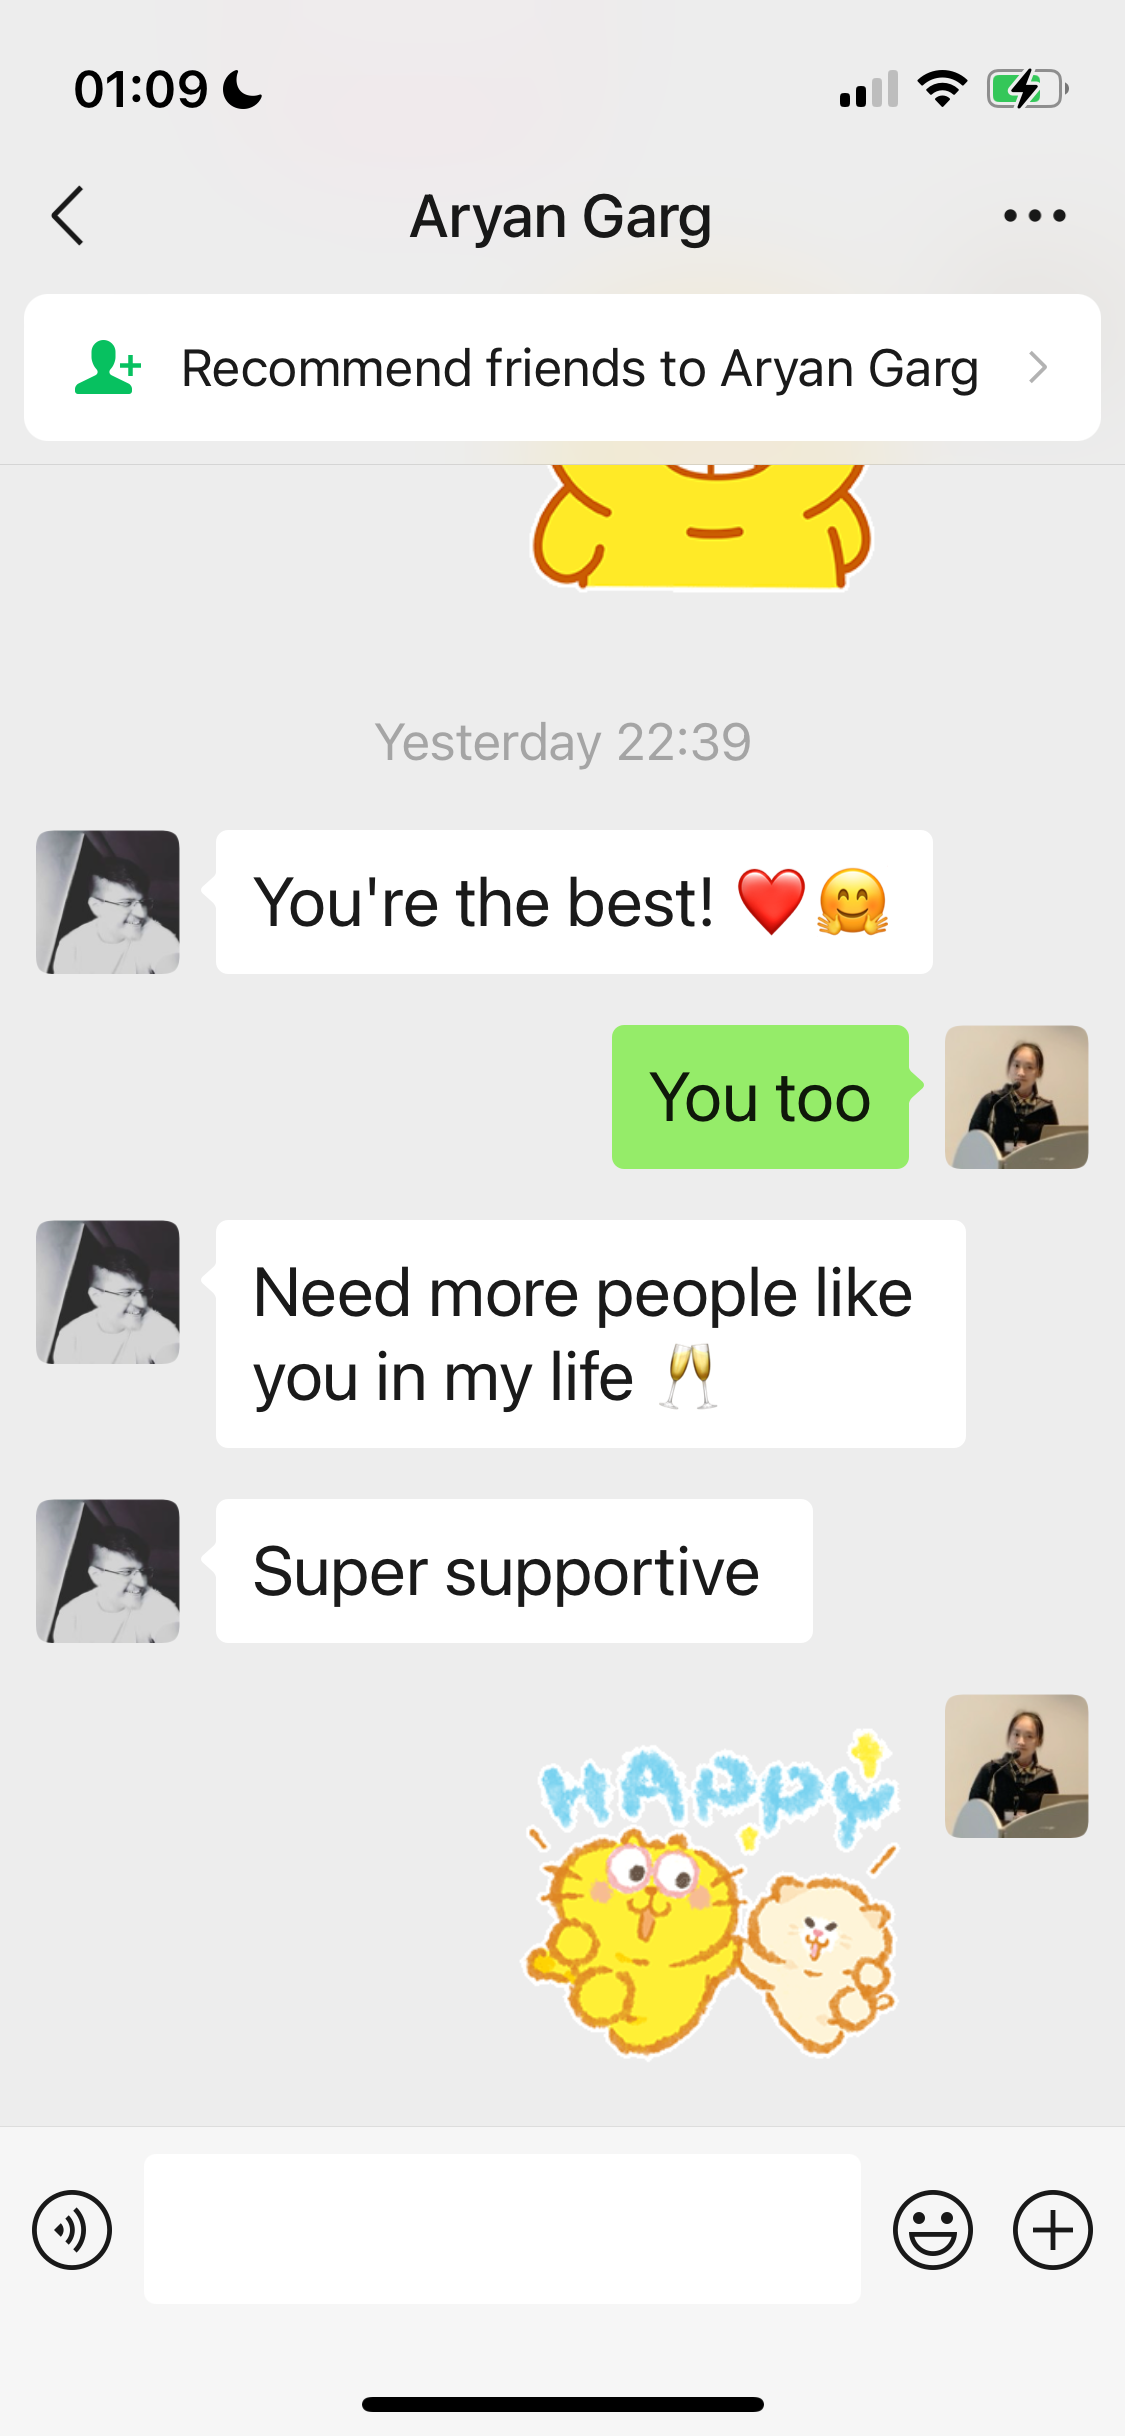 01:09
Aryan Garg
Recommend friends to Aryan Garg
Yesterday 22:39
You're the best! ❤️🤗
You too
Need more people like
you in my life 🥂
Super supportive
HAPPY